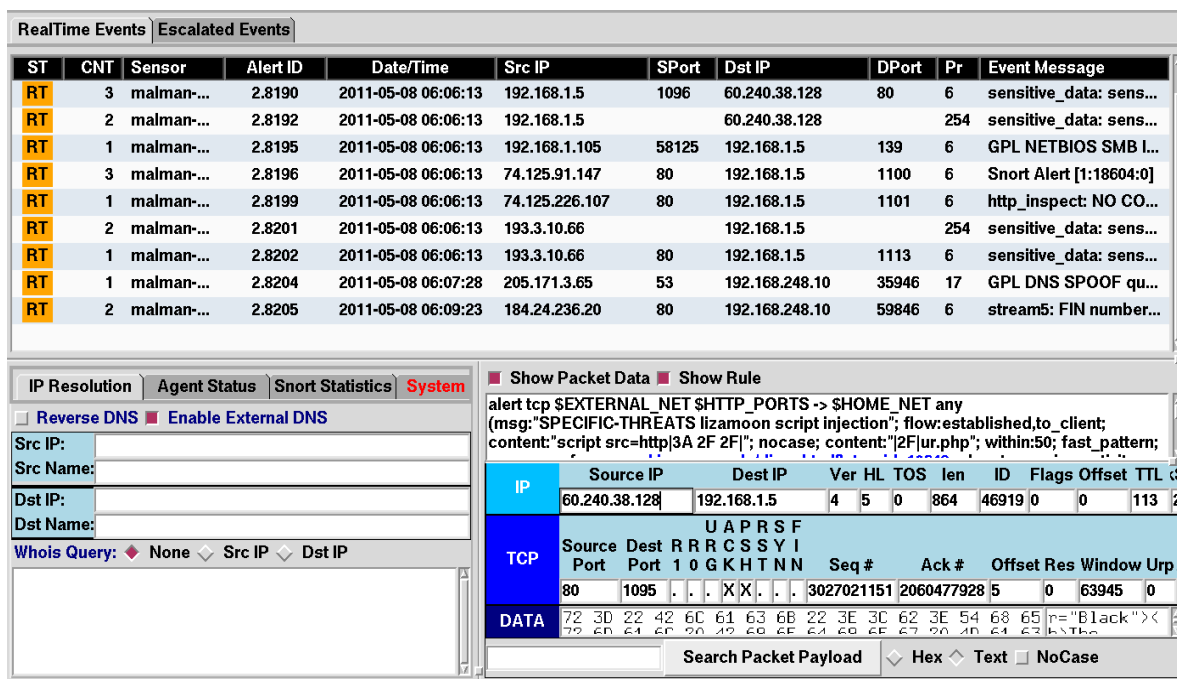 RealTime Events Escalated Events
ST CNT Sensor Alert ID Date/Time Src IP SPort Dst IP DPort Pr Event Message
RT 3 malman-... 2.8190 2011-05-08 06:06:13 192.168.1.5 1096 60.240.38.128 80 6 sensitive_data: sens...
RT 2 malman-... 2.8192 2011-05-08 06:06:13 192.168.1.5 60.240.38.128 254 sensitive_data: sens...
RT 1 malman-... 2.8195 2011-05-08 06:06:13 192.168.1.105 58125 192.168.1.5 139 6 GPL NETBIOS SMB I...
RT 3 malman-... 2.8196 2011-05-08 06:06:13 74.125.91.147 80 192.168.1.5 1100 6 Snort Alert [1:18604:0]
RT 1 malman-... 2.8199 2011-05-08 06:06:13 74.125.226.107 80 192.168.1.5 1101 6 http_inspect: NO CO...
RT 2 malman-... 2.8201 2011-05-08 06:06:13 193.3.10.66 192.168.1.5 254 sensitive_data: sens...
RT 1 malman-... 2.8202 2011-05-08 06:06:13 193.3.10.66 80 192.168.1.5 1113 6 sensitive_data: sens...
RT 1 malman-... 2.8204 2011-05-08 06:07:28 205.171.3.65 53 192.168.248.10 35946 17 GPL DNS SPOOF qu...
RT 2 malman-... 2.8205 2011-05-08 06:09:23 184.24.236.20 80 192.168.248.10 59846 6 stream5: FIN number...
IP Resolution Agent Status Snort Statistics System
Reverse DNS Enable External DNS
Src IP:
Src Name:
Dst IP:
Dst Name:
Whois Query: None Src IP Dst IP
Show Packet Data Show Rule
alert tcp $EXTERNAL_NET $HTTP_PORTS -> $HOME_NET any
(msg:"SPECIFIC-THREATS lizamoon script injection"; flow:established,to_client;
content:"script src=http|3A 2F 2F|"; nocase; content:"|2F|ur.php"; within:50; fast_pattern;
IP Source IP Dest IP Ver HL TOS len ID Flags Offset TTL
60.240.38.128 192.168.1.5 4 5 0 864 46919 0 0 113
TCP
U A P R S F
Source Dest R R R C S S Y I
Port Port 1 0 G K H T N N Seq # Ack # Offset Res Window Urp
80 1095 . . . X X . . . 3027021151 2060477928 5 0 63945 0
DATA 72 3D 22 42 6C 61 63 6B 22 3E 3C 62 3E 54 68 65 r="Black"><
Search Packet Payload Hex Text NoCase